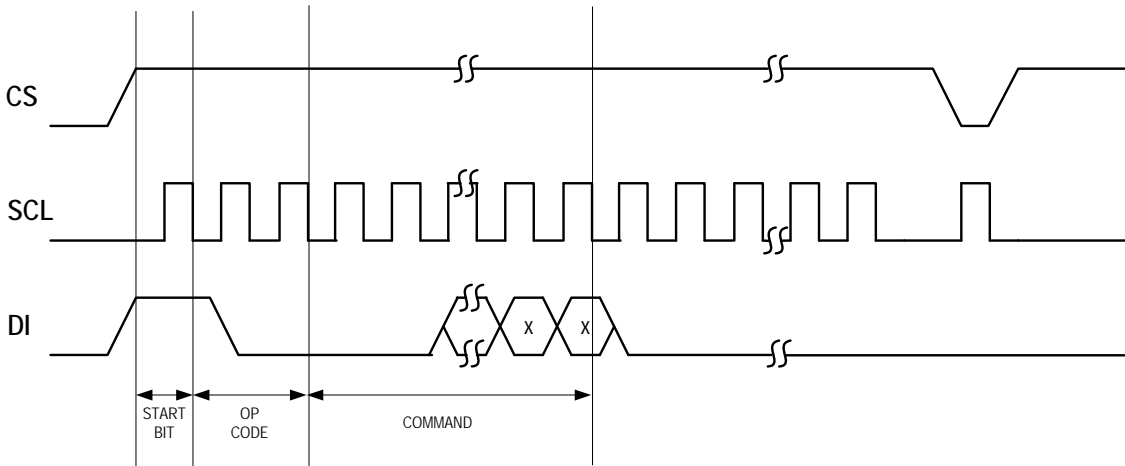 CS
SCL
DI
X
X
START
BIT
OP
CODE
COMMAND